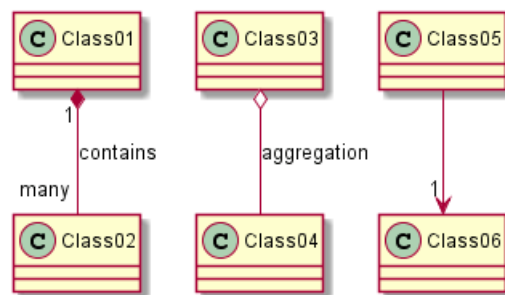 C Class01
C Class03
C Class05
1
contains
aggregation
many
1
C Class02
C Class04
C Class06